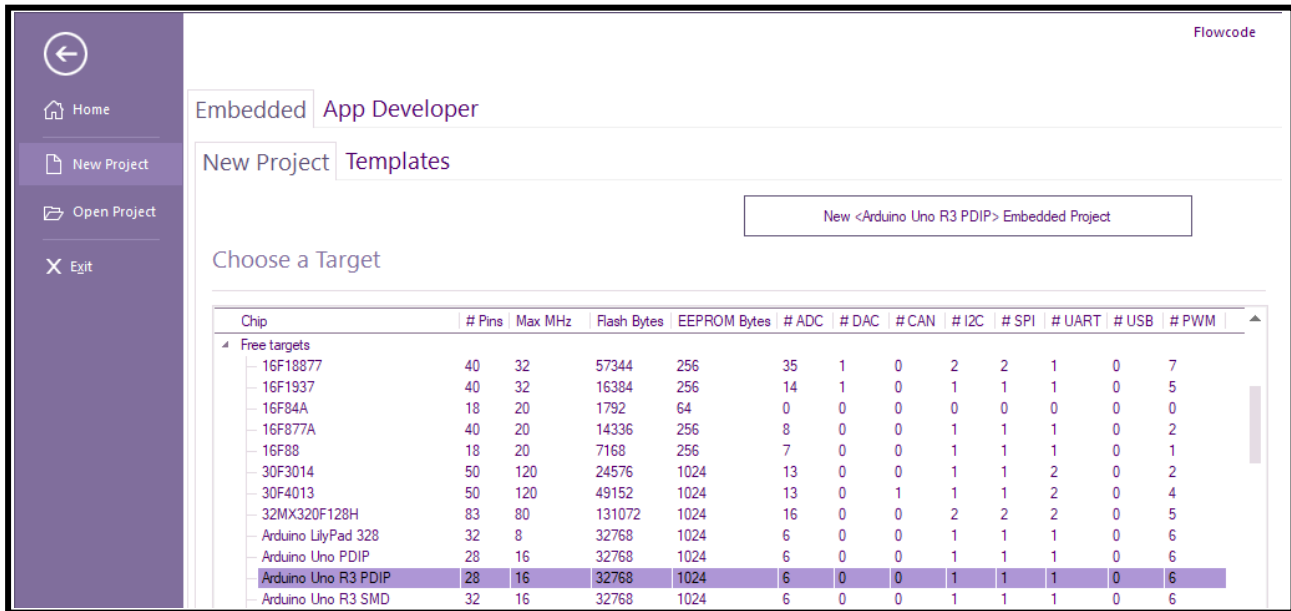 Flowcode
Home
New Project
Open Project
Exit
Embedded App Developer
New Project Templates
New <Arduino Uno R3 PDIP> Embedded Project
Choose a Target
Chip # Pins Max MHz Flash Bytes EEPROM Bytes # ADC # DAC # CAN # I2C # SPI # UART # USB # PWM
Free targets
16F18877 40 32 57344 256 35 1 0 2 2 1 0 7
16F1937 40 32 16384 256 14 1 0 1 1 1 0 5
16F84A 18 20 1792 64 0 0 0 0 0 0 0 0
16F877A 40 20 14336 256 8 0 0 1 1 1 0 2
16F88 18 20 7168 256 7 0 0 1 1 1 0 1
30F3014 50 120 24576 1024 13 0 0 1 1 2 0 2
30F4013 50 120 49152 1024 13 0 1 1 1 2 0 4
32MX320F128H 83 80 131072 1024 16 0 0 2 2 2 0 5
Arduino LilyPad 328 32 8 32768 1024 6 0 0 1 1 1 0 6
Arduino Uno PDIP 28 16 32768 1024 6 0 0 1 1 1 0 6
Arduino Uno R3 PDIP 28 16 32768 1024 6 0 0 1 1 1 0 6
Arduino Uno R3 SMD 32 16 32768 1024 6 0 0 1 1 1 0 6